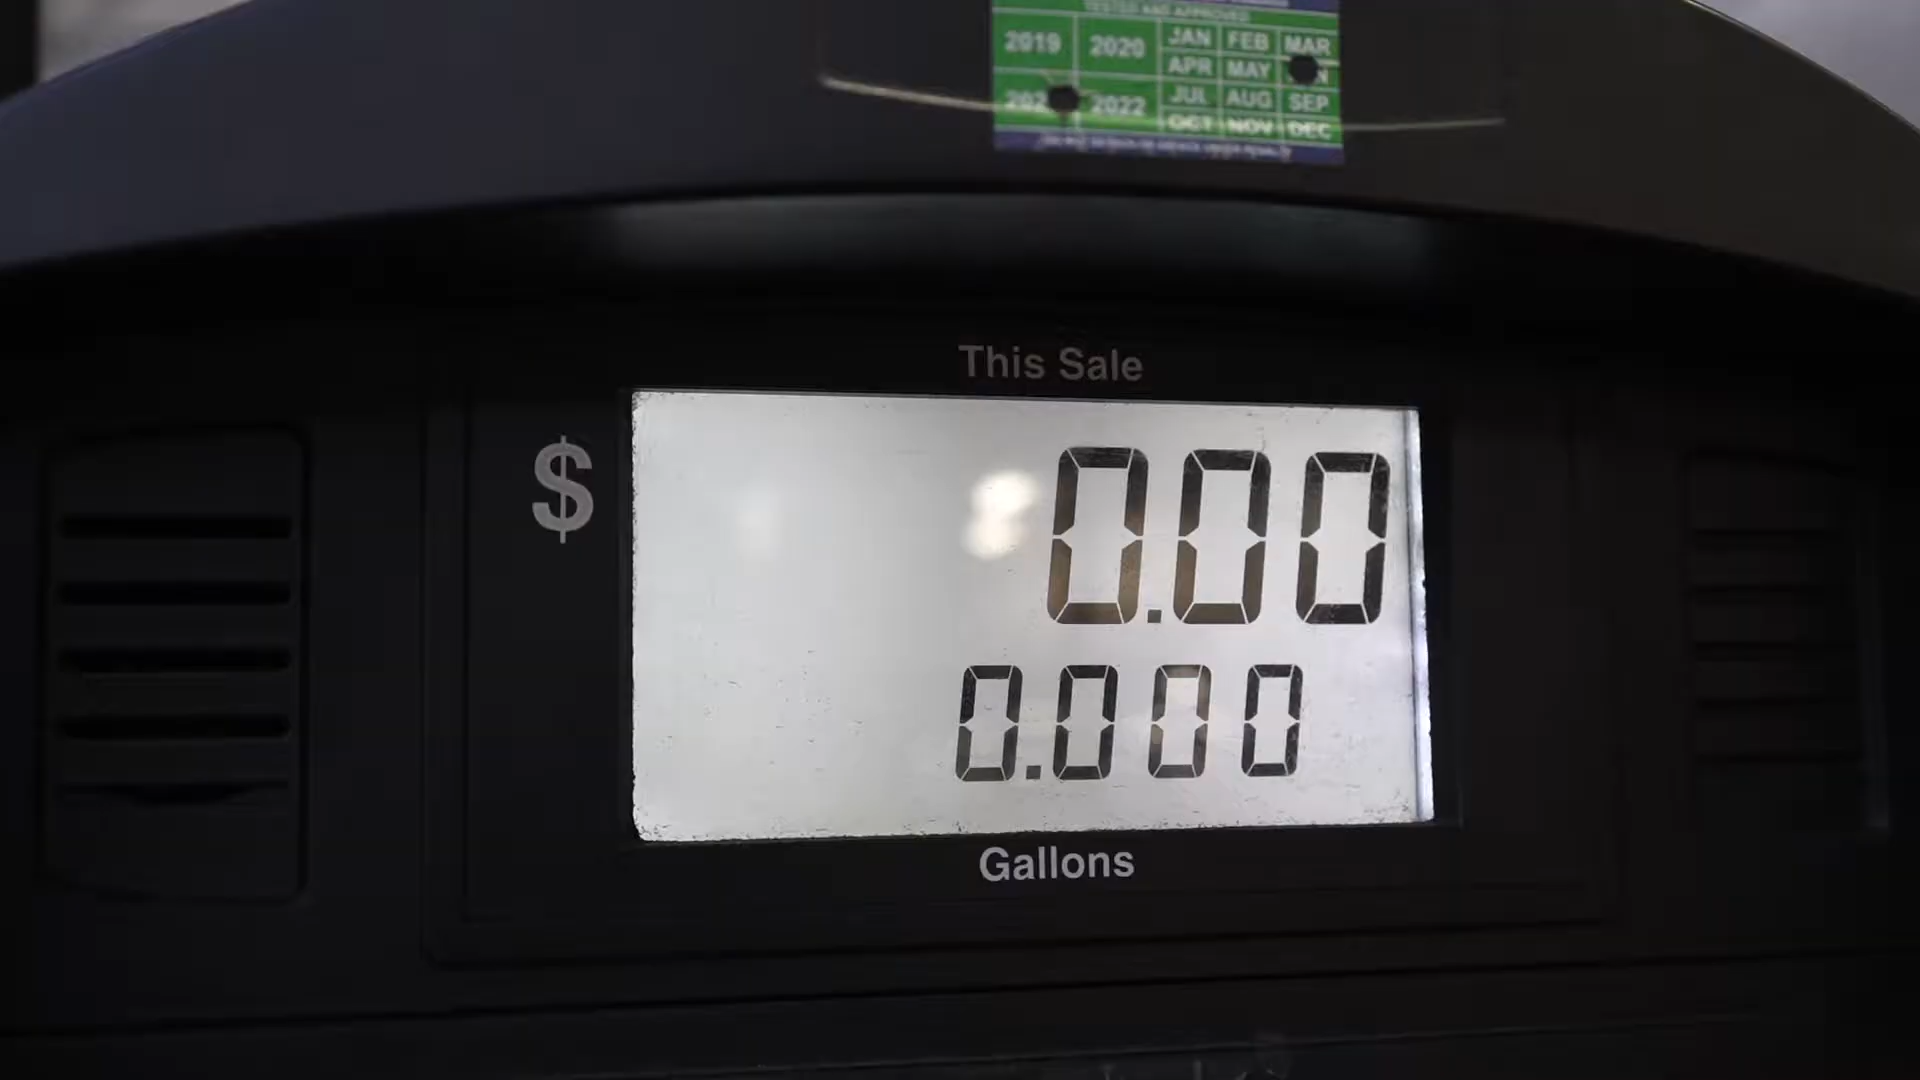 TESTED AND APPROVED
2019 2020 JAN FEB MAR
APR MAY
2022 JUL AUG SEP
OCT NOV DEC
This Sale
$ 0.00
0.000
Gallons